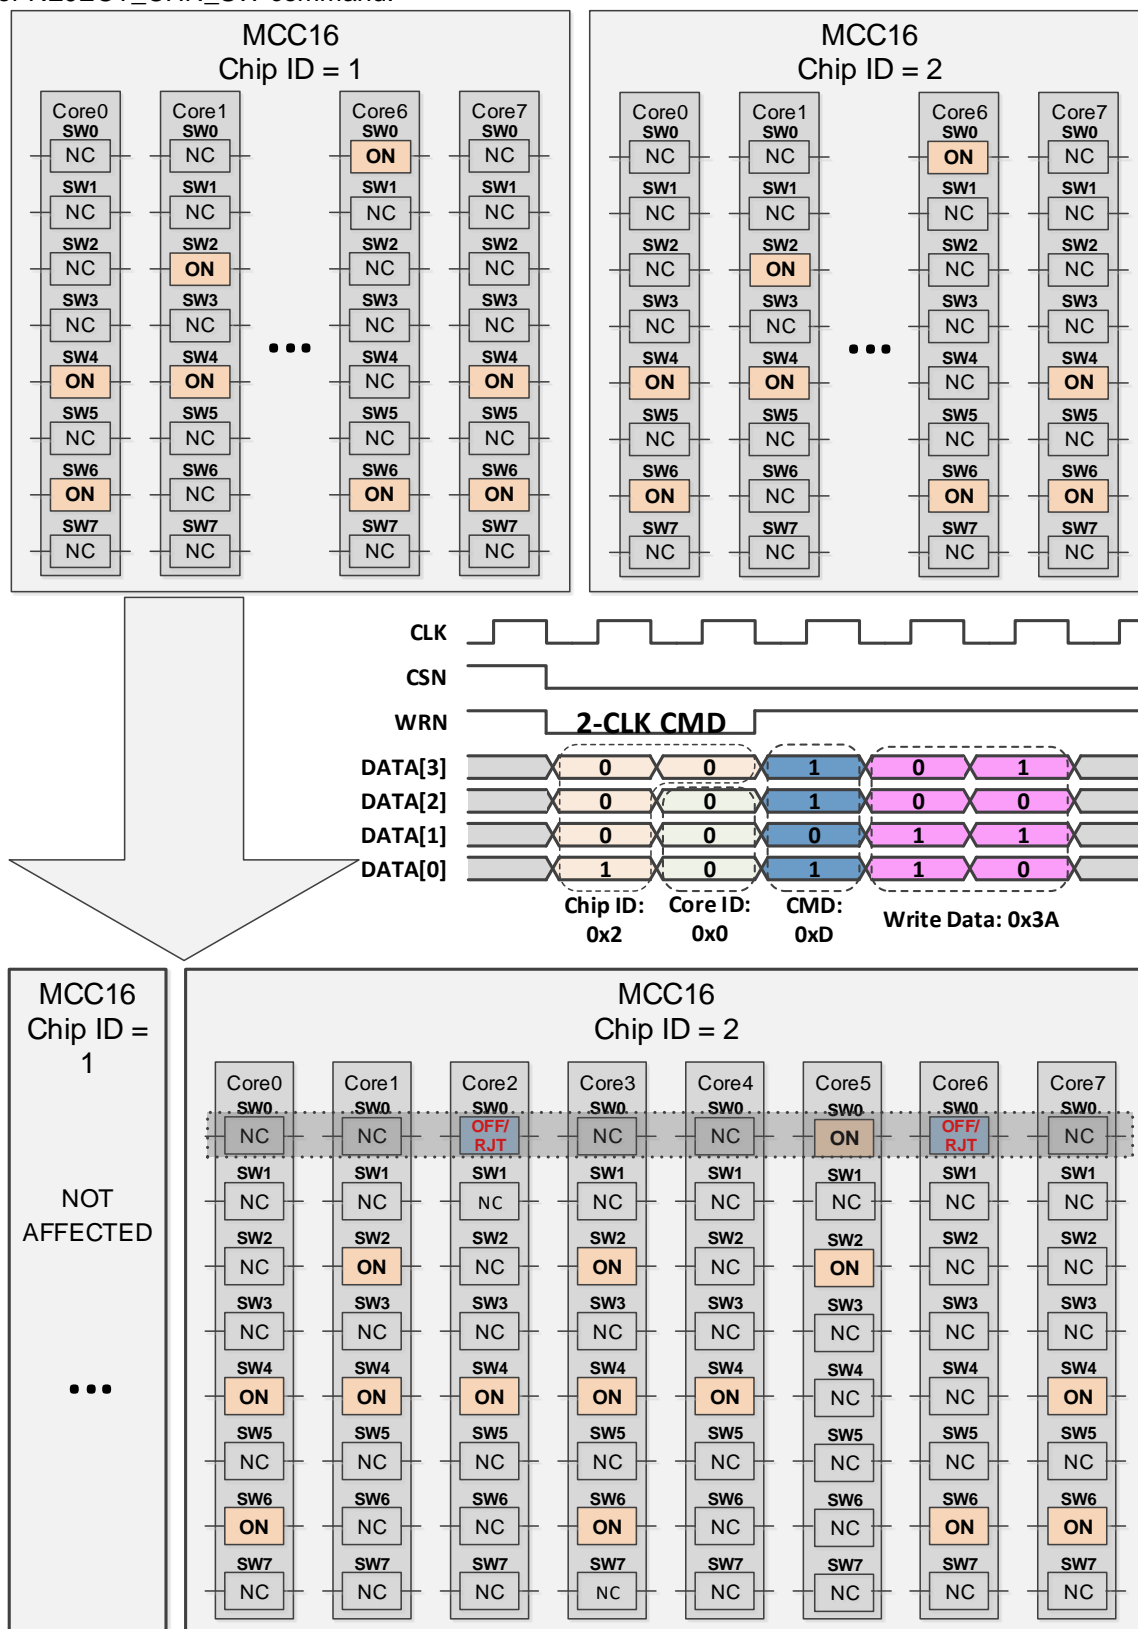 MCC16
Chip ID = 1
Core0 Core1 Core6 Core7
SW0 SW0 SW0 SW0
NC NC ON NC
SW1 SW1 SW1 SW1
NC NC NC NC
SW2 SW2 SW2 SW2
NC ON NC NC
SW3 SW3 SW3 SW3
NC NC NC NC
...
SW4 SW4 SW4 SW4
ON ON NC ON
SW5 SW5 SW5 SW5
NC NC NC NC
SW6 SW6 SW6 SW6
ON NC ON ON
SW7 SW7 SW7 SW7
NC NC NC NC
MCC16
Chip ID = 2
Core0 Core1 Core6 Core7
SW0 SW0 SW0 SW0
NC NC ON NC
SW1 SW1 SW1 SW1
NC NC NC NC
SW2 SW2 SW2 SW2
NC ON NC NC
SW3 SW3 SW3 SW3
NC NC NC NC
...
SW4 SW4 SW4 SW4
ON ON NC ON
SW5 SW5 SW5 SW5
NC NC NC NC
SW6 SW6 SW6 SW6
ON NC ON ON
SW7 SW7 SW7 SW7
NC NC NC NC
CLK
CSN
WRN 2-CLK CMD
DATA[3] 0 0 1 0 1
DATA[2] 0 0 1 0 0
DATA[1] 0 0 0 1 1
DATA[0] 1 0 1 1 0
Chip ID: 0x2
Core ID: 0x0
CMD: 0xD
Write Data: 0x3A
MCC16
Chip ID =
1
NOT
AFFECTED
...
MCC16
Chip ID = 2
Core0 Core1 Core2 Core3 Core4 Core5 Core6 Core7
SW0 SW0 SW0 SW0 SW0 SW0 SW0 SW0
NC NC OFF/RJT NC NC ON OFF/RJT NC
SW1 SW1 SW1 SW1 SW1 SW1 SW1 SW1
NC NC NC NC NC NC NC NC
SW2 SW2 SW2 SW2 SW2 SW2 SW2 SW2
NC ON NC ON NC ON NC NC
SW3 SW3 SW3 SW3 SW3 SW3 SW3 SW3
NC NC NC NC NC NC NC NC
SW4 SW4 SW4 SW4 SW4 SW4 SW4 SW4
ON ON ON ON ON NC NC ON
SW5 SW5 SW5 SW5 SW5 SW5 SW5 SW5
NC NC NC NC NC NC NC NC
SW6 SW6 SW6 SW6 SW6 SW6 SW6 SW6
ON NC NC ON NC NC ON ON
SW7 SW7 SW7 SW7 SW7 SW7 SW7 SW7
NC NC NC NC NC NC NC NC